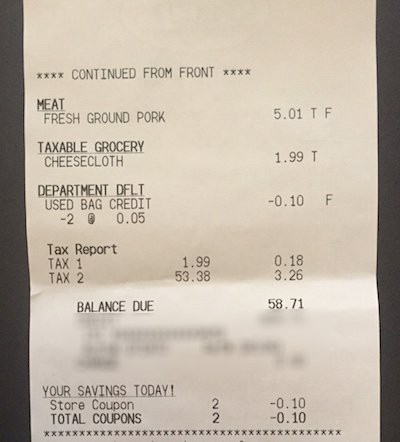 **** CONTINUED FROM FRONT ****
MEAT
FRESH GROUND PORK 5.01 T F
TAXABLE GROCERY
CHEESECLOTH 1.99 T
DEPARTMENT DFLT
USED BAG CREDIT -0.10 F
-2 @ 0.05
Tax Report
TAX 1 1.99 0.18
TAX 2 53.38 3.26
BALANCE DUE 58.71
YOUR SAVINGS TODAY!
Store Coupon 2 -0.10
TOTAL COUPONS 2 -0.10
****************************************